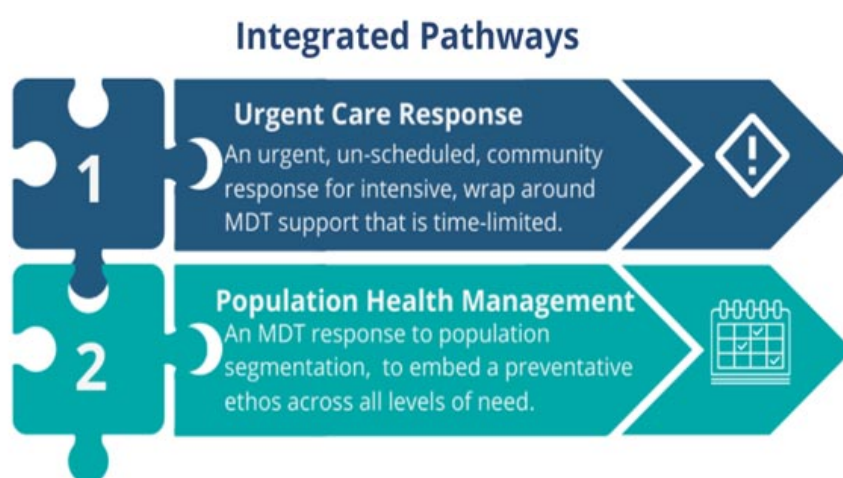 Integrated Pathways
1
Urgent Care Response
An urgent, un-scheduled, community
response for intensive, wrap around
MDT support that is time-limited.
!
2
Population Health Management
An MDT response to population
segmentation, to embed a preventative
ethos across all levels of need.